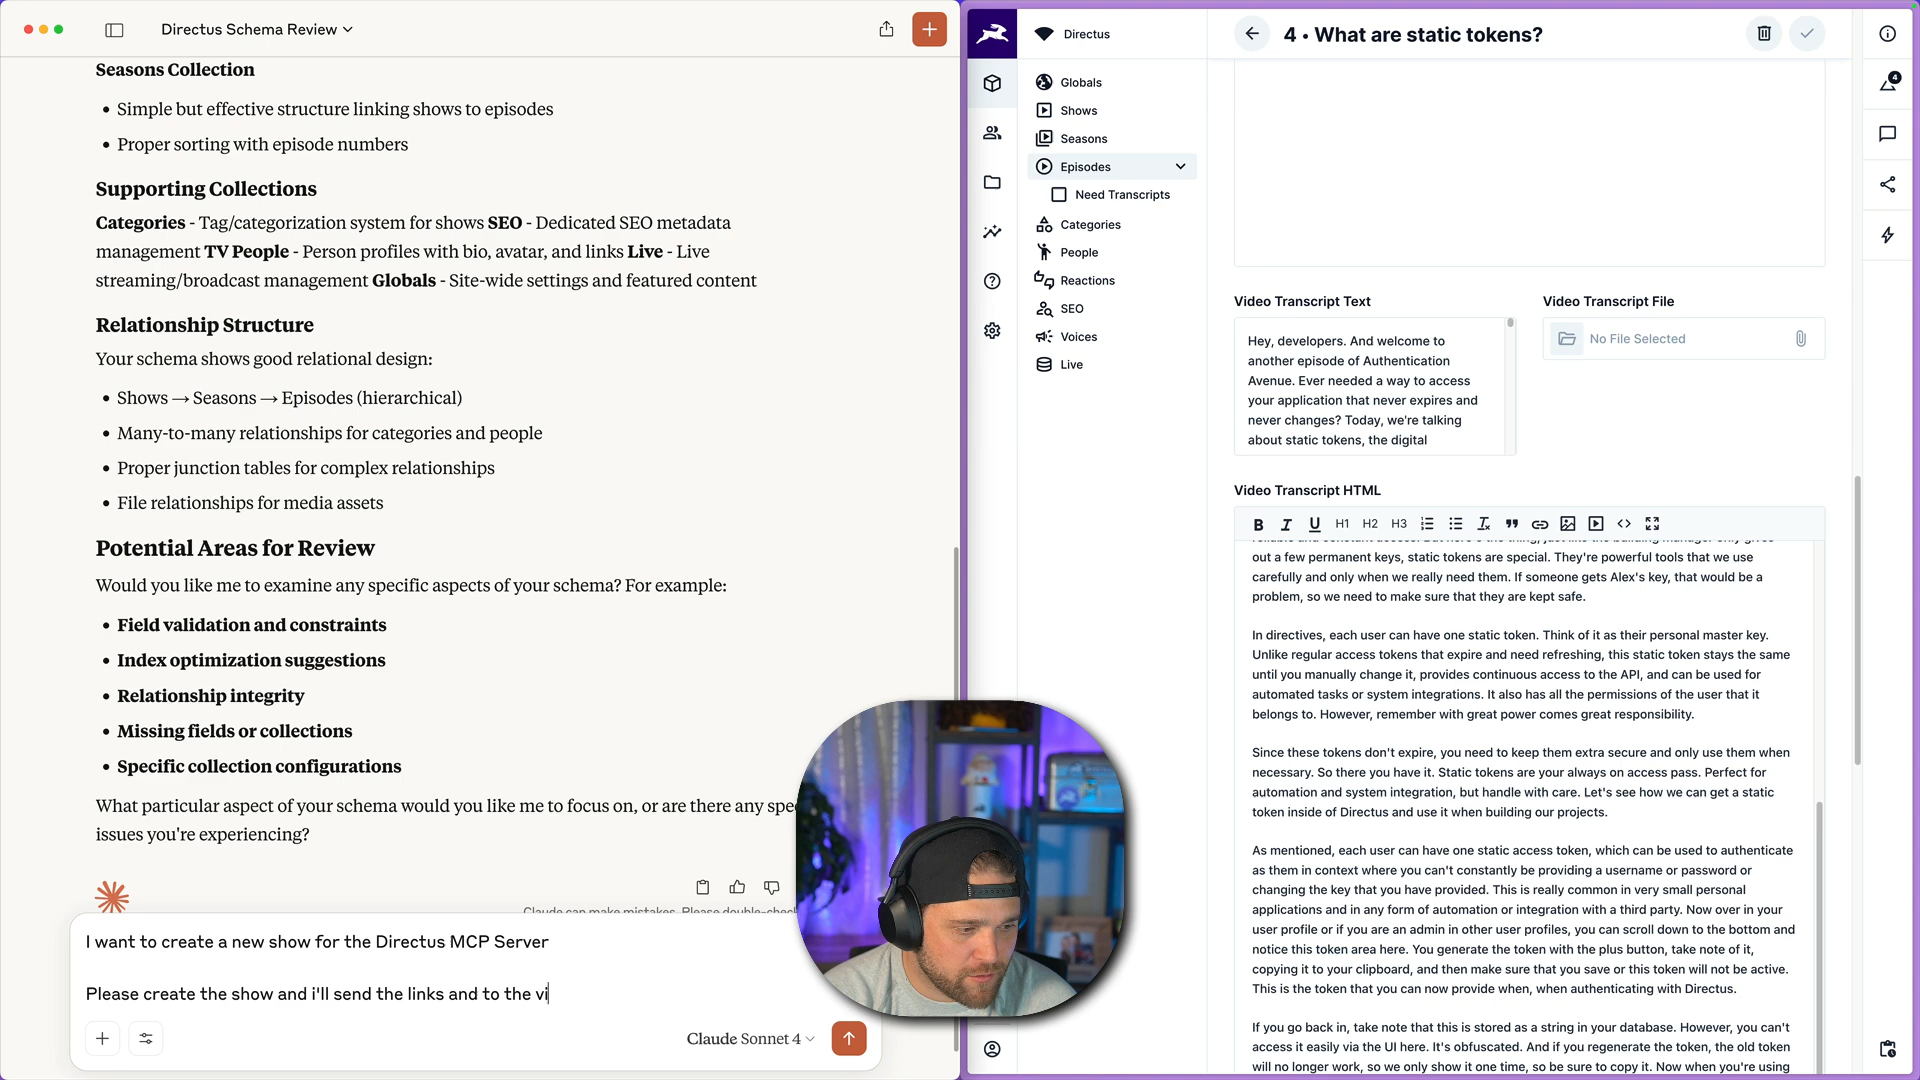 Directus Schema Review
Seasons Collection
• Simple but effective structure linking shows to episodes
• Proper sorting with episode numbers
Supporting Collections
Categories - Tag/categorization system for shows SEO - Dedicated SEO metadata
management TV People - Person profiles with bio, avatar, and links Live - Live
streaming/broadcast management Globals - Site-wide settings and featured content
Relationship Structure
Your schema shows good relational design:
• Shows → Seasons → Episodes (hierarchical)
• Many-to-many relationships for categories and people
• Proper junction tables for complex relationships
• File relationships for media assets
Potential Areas for Review
Would you like me to examine any specific aspects of your schema? For example:
• Field validation and constraints
• Index optimization suggestions
• Relationship integrity
• Missing fields or collections
• Specific collection configurations
What particular aspect of your schema would you like me to focus on, or are there any
issues you're experiencing?
Claude can make mistakes. Please
I want to create a new show for the Directus MCP Server
Please create the show and i'll send the links and to the vi
Claude Sonnet 4
Directus
Globals
Shows
Seasons
Episodes
Need Transcripts
Categories
People
Reactions
SEO
Voices
Live
4 • What are static tokens?
4
Video Transcript Text
Hey, developers. And welcome to
another episode of Authentication
Avenue. Ever needed a way to access
your application that never expires and
never changes? Today, we're talking
about static tokens, the digital
Video Transcript File
No File Selected
Video Transcript HTML
B I U H1 H2 H3
reliable and constant access. But here's the thing, just like the building manager only gives
out a few permanent keys, static tokens are special. They're powerful tools that we use
carefully and only when we really need them. If someone gets Alex's key, that would be a
problem, so we need to make sure that they are kept safe.
In directives, each user can have one static token. Think of it as their personal master key.
Unlike regular access tokens that expire and need refreshing, this static token stays the same
until you manually change it, provides continuous access to the API, and can be used for
automated tasks or system integrations. It also has all the permissions of the user that it
belongs to. However, remember with great power comes great responsibility.
Since these tokens don't expire, you need to keep them extra secure and only use them when
necessary. So there you have it. Static tokens are your always on access pass. Perfect for
automation and system integration, but handle with care. Let's see how we can get a static
token inside of Directus and use it when building our projects.
As mentioned, each user can have one static access token, which can be used to authenticate
as them in context where you can't constantly be providing a username or password or
changing the key that you have provided. This is really common in very small personal
applications and in any form of automation or integration with a third party. Now over in your
user profile or if you are an admin in other user profiles, you can scroll down to the bottom and
notice this token area here. You generate the token with the plus button, take note of it,
copying it to your clipboard, and then make sure that you save or this token will not be active.
This is the token that you can now provide when, when authenticating with Directus.
If you go back in, take note that this is stored as a string in your database. However, you can't
access it easily via the UI here. It's obfuscated. And if you regenerate the token, the old token
will no longer work, so we only show it one time, so be sure to copy it. Now when you're using